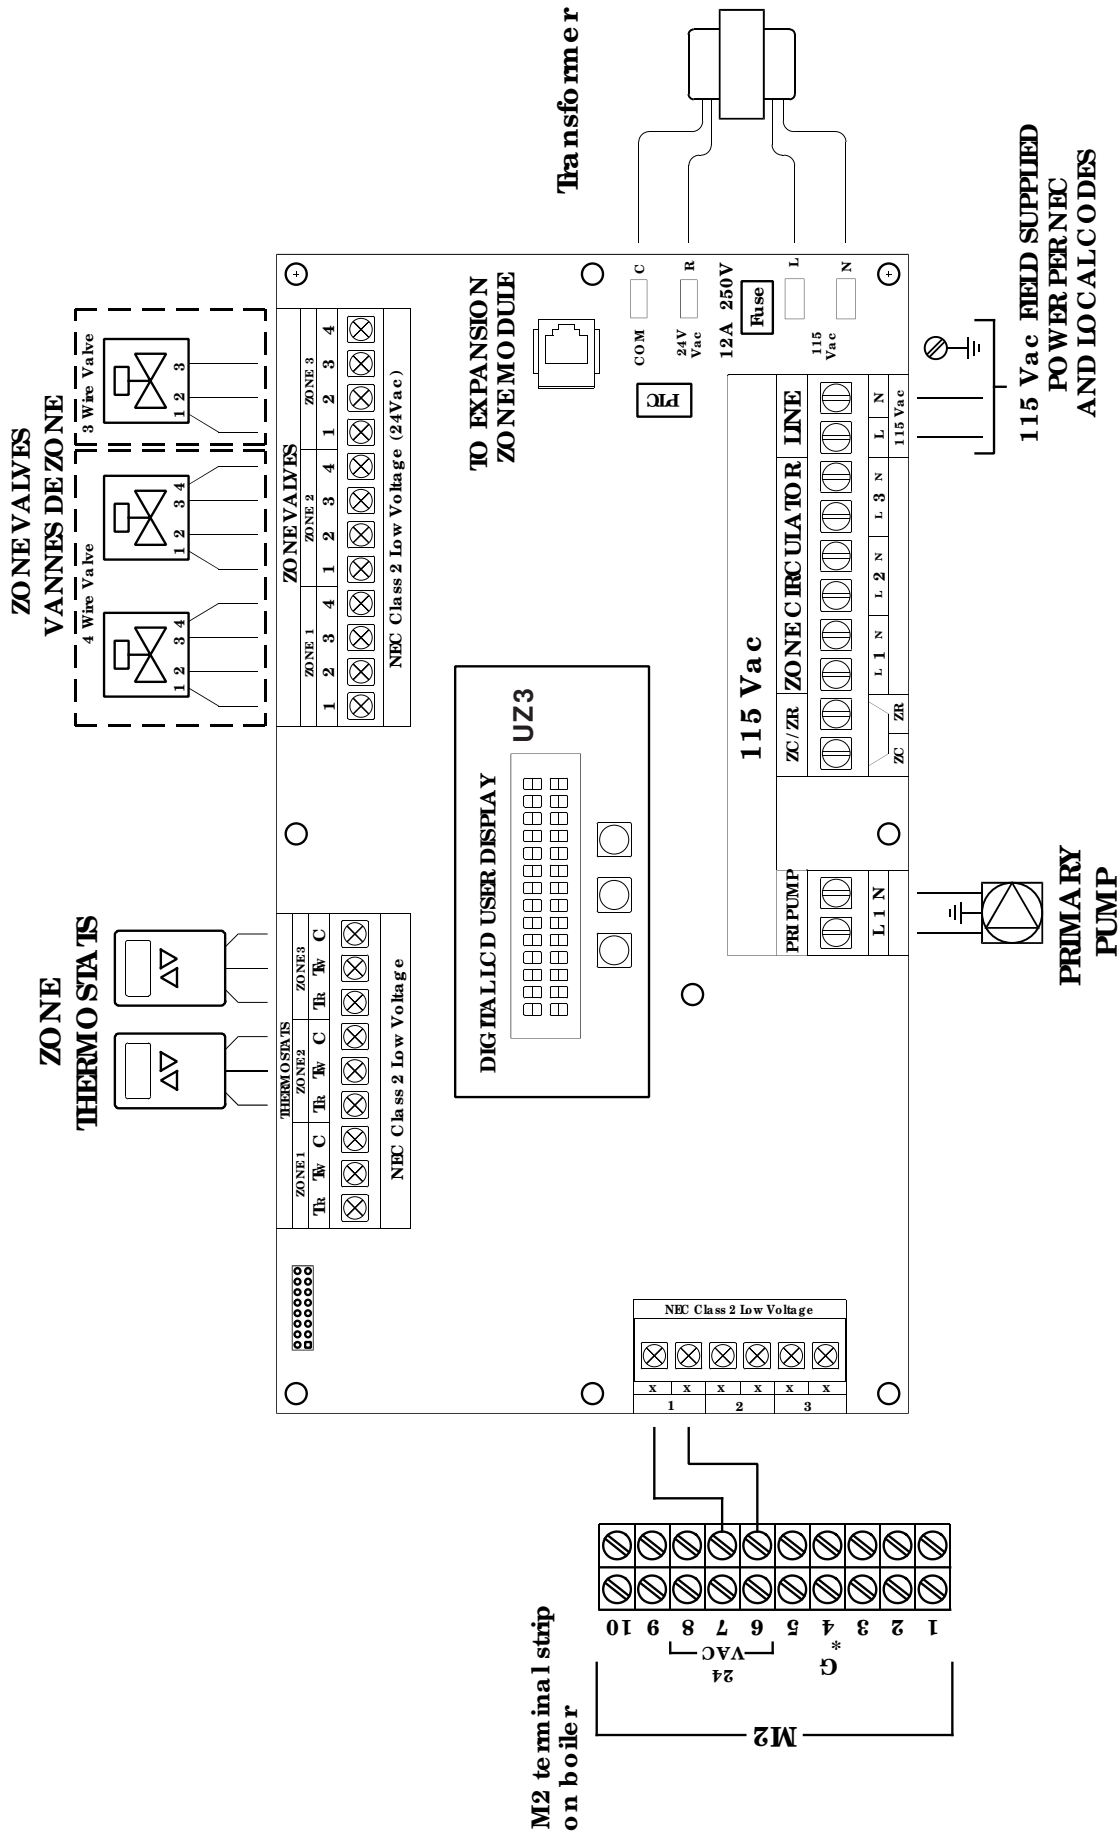 ZONE VALVES
VANNES DE ZONE
4 Wire Valve
3 Wire Valve
1 2 3 4
1 2 3 4
1 2 3
ZONE
THERMOSTATS
Transformer
THERMOSTATS
ZONE 1
ZONE2
ZONE3
TR TW C
TR TW C
TR TW C
NEC Class 2 Low Voltage
ZONE VALVES
ZONE 1
ZONE 2
ZONE 3
1 2 3 4
1 2 3 4
1 2 3 4
NEC Class 2 Low Voltage (24Vac)
TO EXPANSION
ZONE MODULE
DIGITAL LCD USER DISPLAY
UZ3
PIC
COM
C
24V
Vac
R
12A 250V
Fuse
115
Vac
L
N
115 Vac
PRI PUMP
ZC/ZR
ZONE CIRCULATOR
LINE
L 1 N
ZC
ZR
L 1 N
L 2 N
L 3 N
L
N
115 Vac
NEC Class 2 Low Voltage
x x x x x x
1 2 3
M2 terminal strip
on boiler
10 9 8 7 6 5 4 3 2 1
24
VAC
*
G
M2
PRIMARY
PUMP
115 Vac FIELD SUPPLIED
POWER PER NEC
AND LOCAL CODES